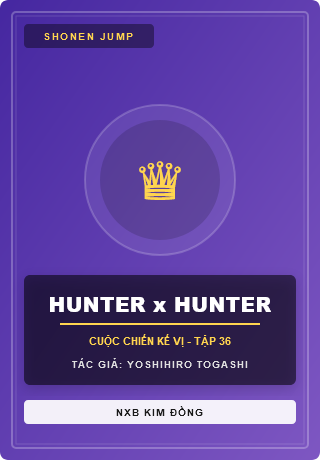 SHONEN JUMP
HUNTER x HUNTER
CUỘC CHIẾN KẾ VỊ - TẬP 36
TÁC GIẢ: YOSHIHIRO TOGASHI
NXB KIM ĐỒNG